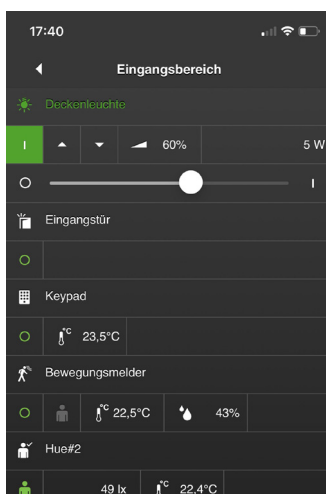 17:40
Eingangsbereich
Deckenleuchte
I 60% 5 W
O I
Eingangstür
Keypad
°C 23,5°C
Bewegungsmelder
°C 22,5°C 43%
Hue#2
49 lx °C 22,4°C